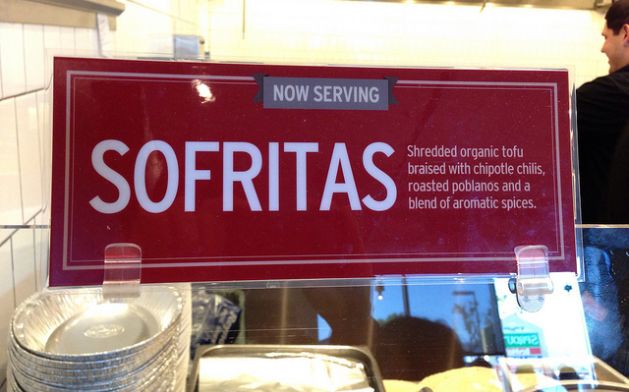 NOW SERVING
SOFRITAS
Shredded organic tofu
braised with chipotle chilis,
roasted poblanos and a
blend of aromatic spices.